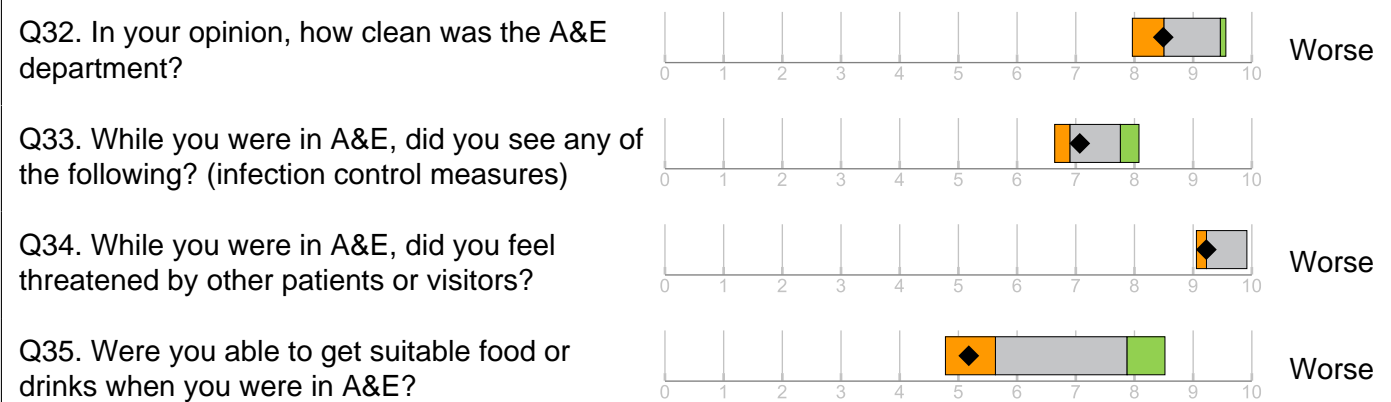 Q32. In your opinion, how clean was the A&E
department?
0 1 2 3 4 5 6 7 8 9 10
Worse
Q33. While you were in A&E, did you see any of
the following? (infection control measures)
0 1 2 3 4 5 6 7 8 9 10
Q34. While you were in A&E, did you feel
threatened by other patients or visitors?
0 1 2 3 4 5 6 7 8 9 10
Worse
Q35. Were you able to get suitable food or
drinks when you were in A&E?
0 1 2 3 4 5 6 7 8 9 10
Worse